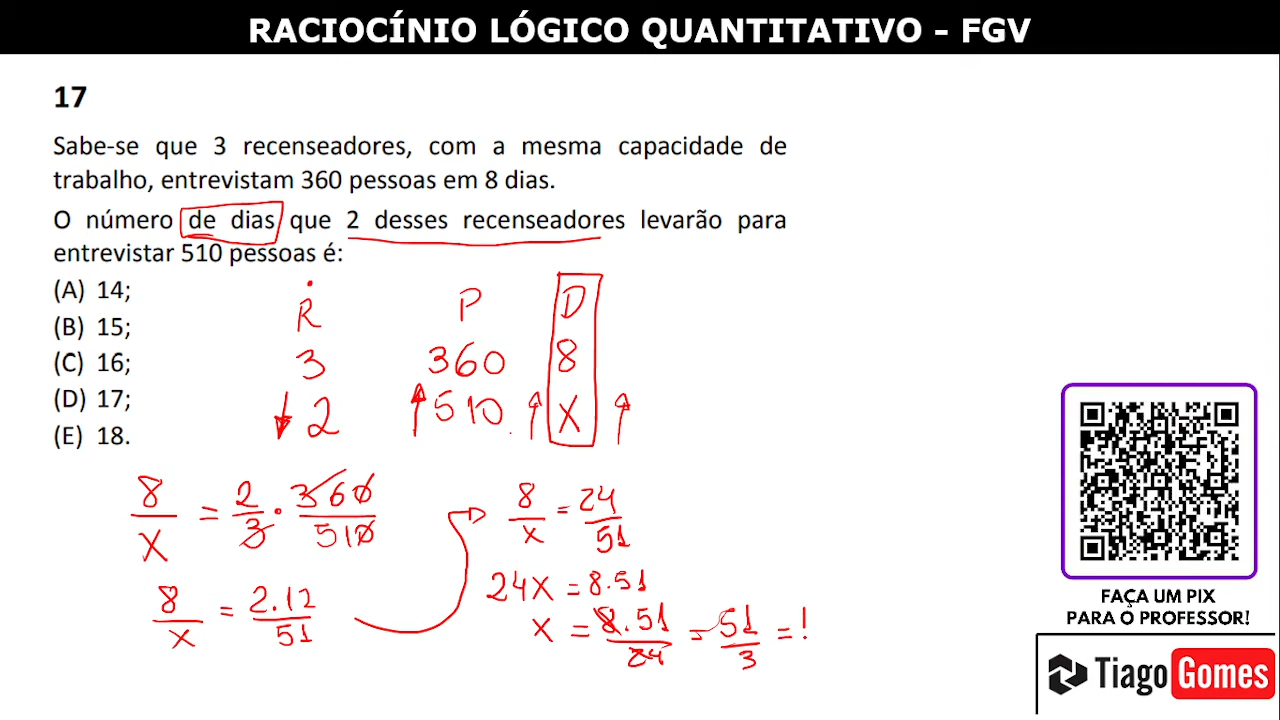 RACIOCÍNIO LÓGICO QUANTITATIVO - FGV
17
Sabe-se que 3 recenseadores, com a mesma capacidade de
trabalho, entrevistam 360 pessoas em 8 dias.
O número de dias que 2 desses recenseadores levarão para
entrevistar 510 pessoas é:
(A) 14;
(B) 15;
(C) 16;
(D) 17;
(E) 18.
R P D
3 360 8
2 510 X
8/X = 2/3 · 360/510
8/X = 2.12/51
8/X = 24/51
24X = 8.51
X = 8.51/24 = 51/3 = !
FAÇA UM PIX
PARA O PROFESSOR!
Tiago Gomes